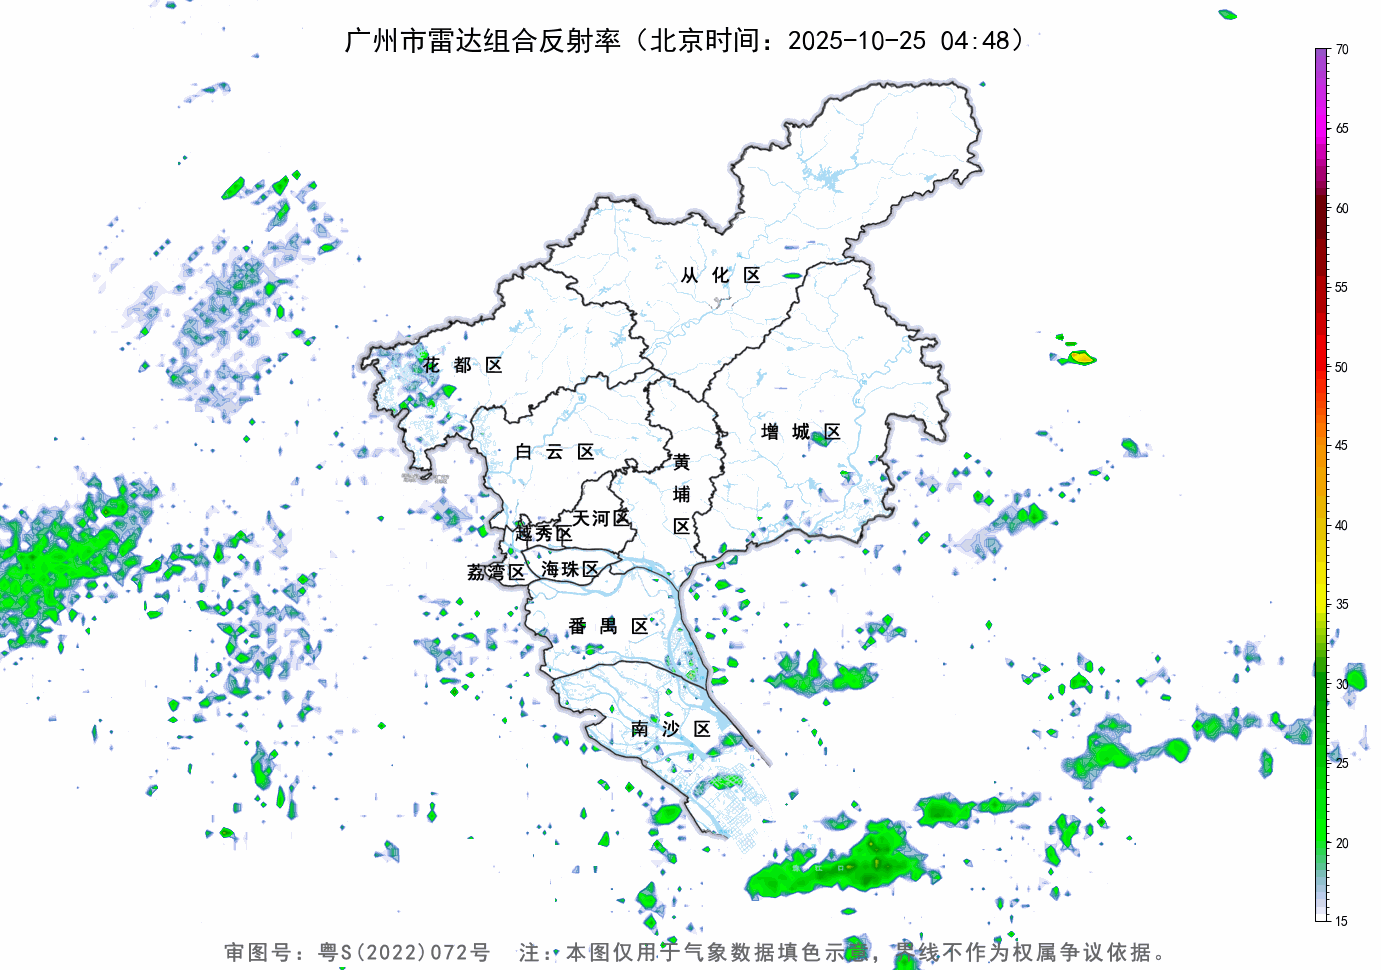 广州市雷达组合反射率（北京时间：2025-10-25 04:48）
70
65
60
55
50
45
40
35
30
25
20
15
从化区
花都区
增城区
白云区
黄埔区
天河区
越秀区
荔湾区
海珠区
番禺区
南沙区
审图号：粤S(2022)072号 注：本图仅用于气象数据填色示意，界线不作为权属争议依据。